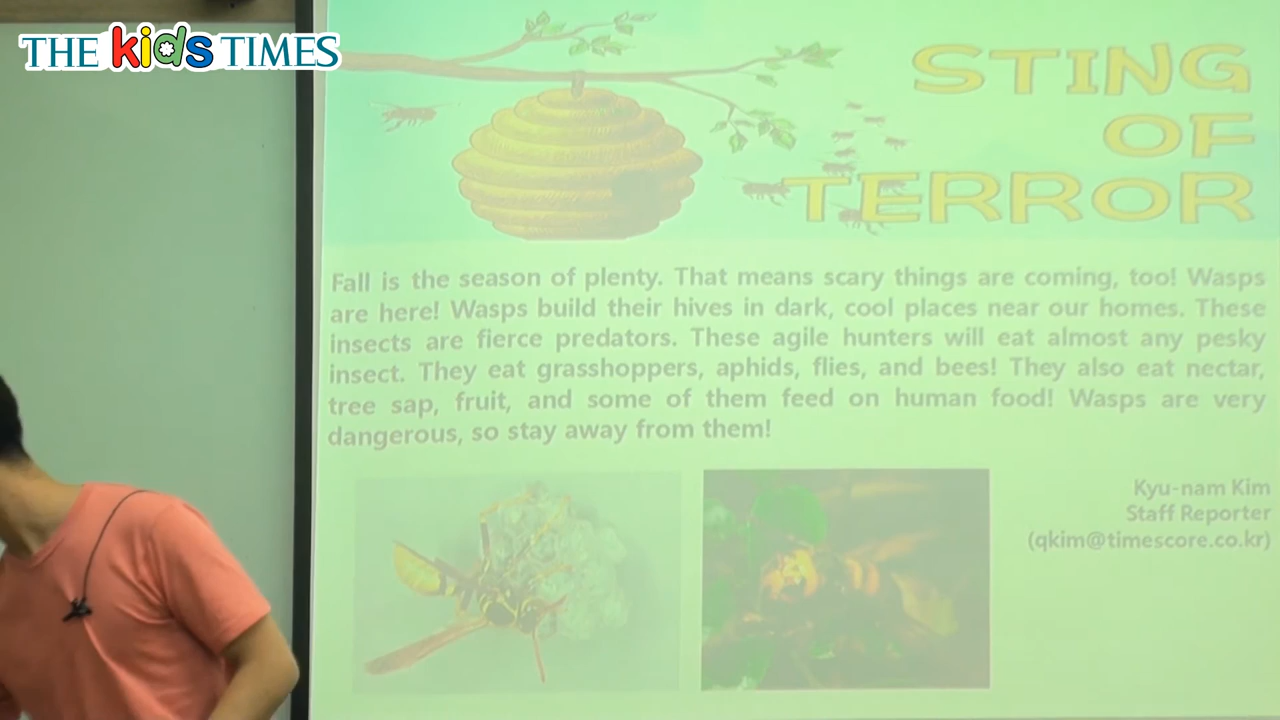 THE kids TIMES
STING
OF
TERROR
Fall is the season of plenty. That means scary things are coming, too! Wasps
are here! Wasps build their hives in dark, cool places near our homes. These
insects are fierce predators. These agile hunters will eat almost any pesky
insect. They eat grasshoppers, aphids, flies, and bees! They also eat nectar,
tree sap, fruit, and some of them feed on human food! Wasps are very
dangerous, so stay away from them!
Kyu-nam Kim
Staff Reporter
(qkim@timescore.co.kr)